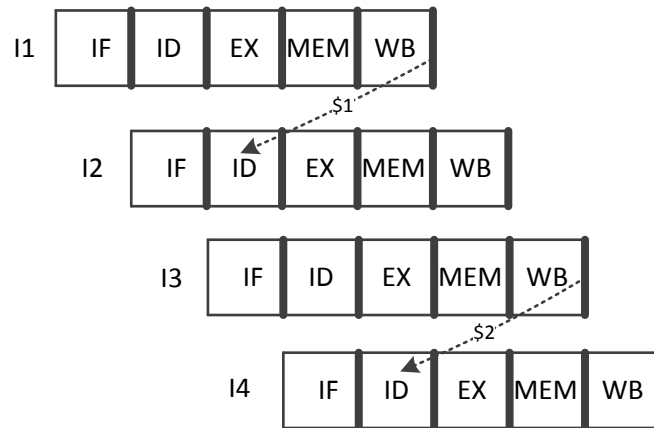 I1 IF ID EX MEM WB
$1
I2 IF ID EX MEM WB
I3 IF ID EX MEM WB
$2
I4 IF ID EX MEM WB